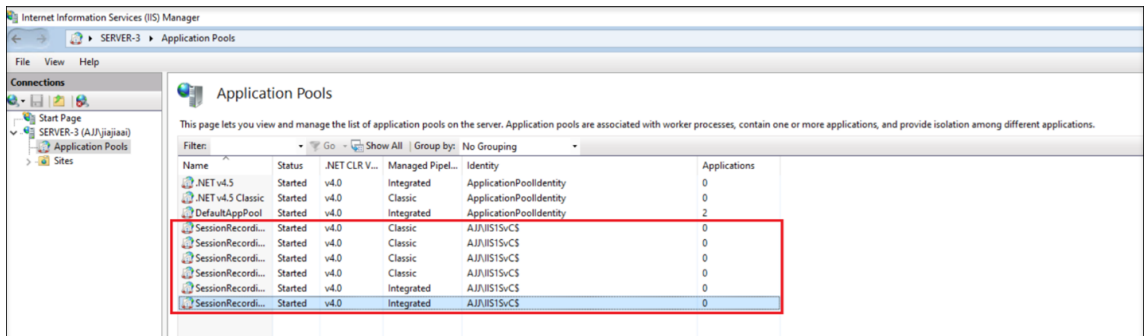 Internet Information Services (IIS) Manager
SERVER-3 Application Pools
File View Help
Connections
Start Page
SERVER-3 (AJJ\jiajiaai)
Application Pools
Sites
Application Pools
This page lets you view and manage the list of application pools on the server. Application pools are associated with worker processes, contain one or more applications, and provide isolation among different applications.
Filter: Go Show All Group by: No Grouping
Name Status .NET CLR V... Managed Pipel... Identity Applications
.NET v4.5 Started v4.0 Integrated ApplicationPoolIdentity 0
.NET v4.5 Classic Started v4.0 Classic ApplicationPoolIdentity 0
DefaultAppPool Started v4.0 Integrated ApplicationPoolIdentity 2
SessionRecordi... Started v4.0 Classic AJJ\IIS1SvC$ 0
SessionRecordi... Started v4.0 Classic AJJ\IIS1SvC$ 0
SessionRecordi... Started v4.0 Classic AJJ\IIS1SvC$ 0
SessionRecordi... Started v4.0 Classic AJJ\IIS1SvC$ 0
SessionRecordi... Started v4.0 Integrated AJJ\IIS1SvC$ 0
SessionRecordi... Started v4.0 Integrated AJJ\IIS1SvC$ 0